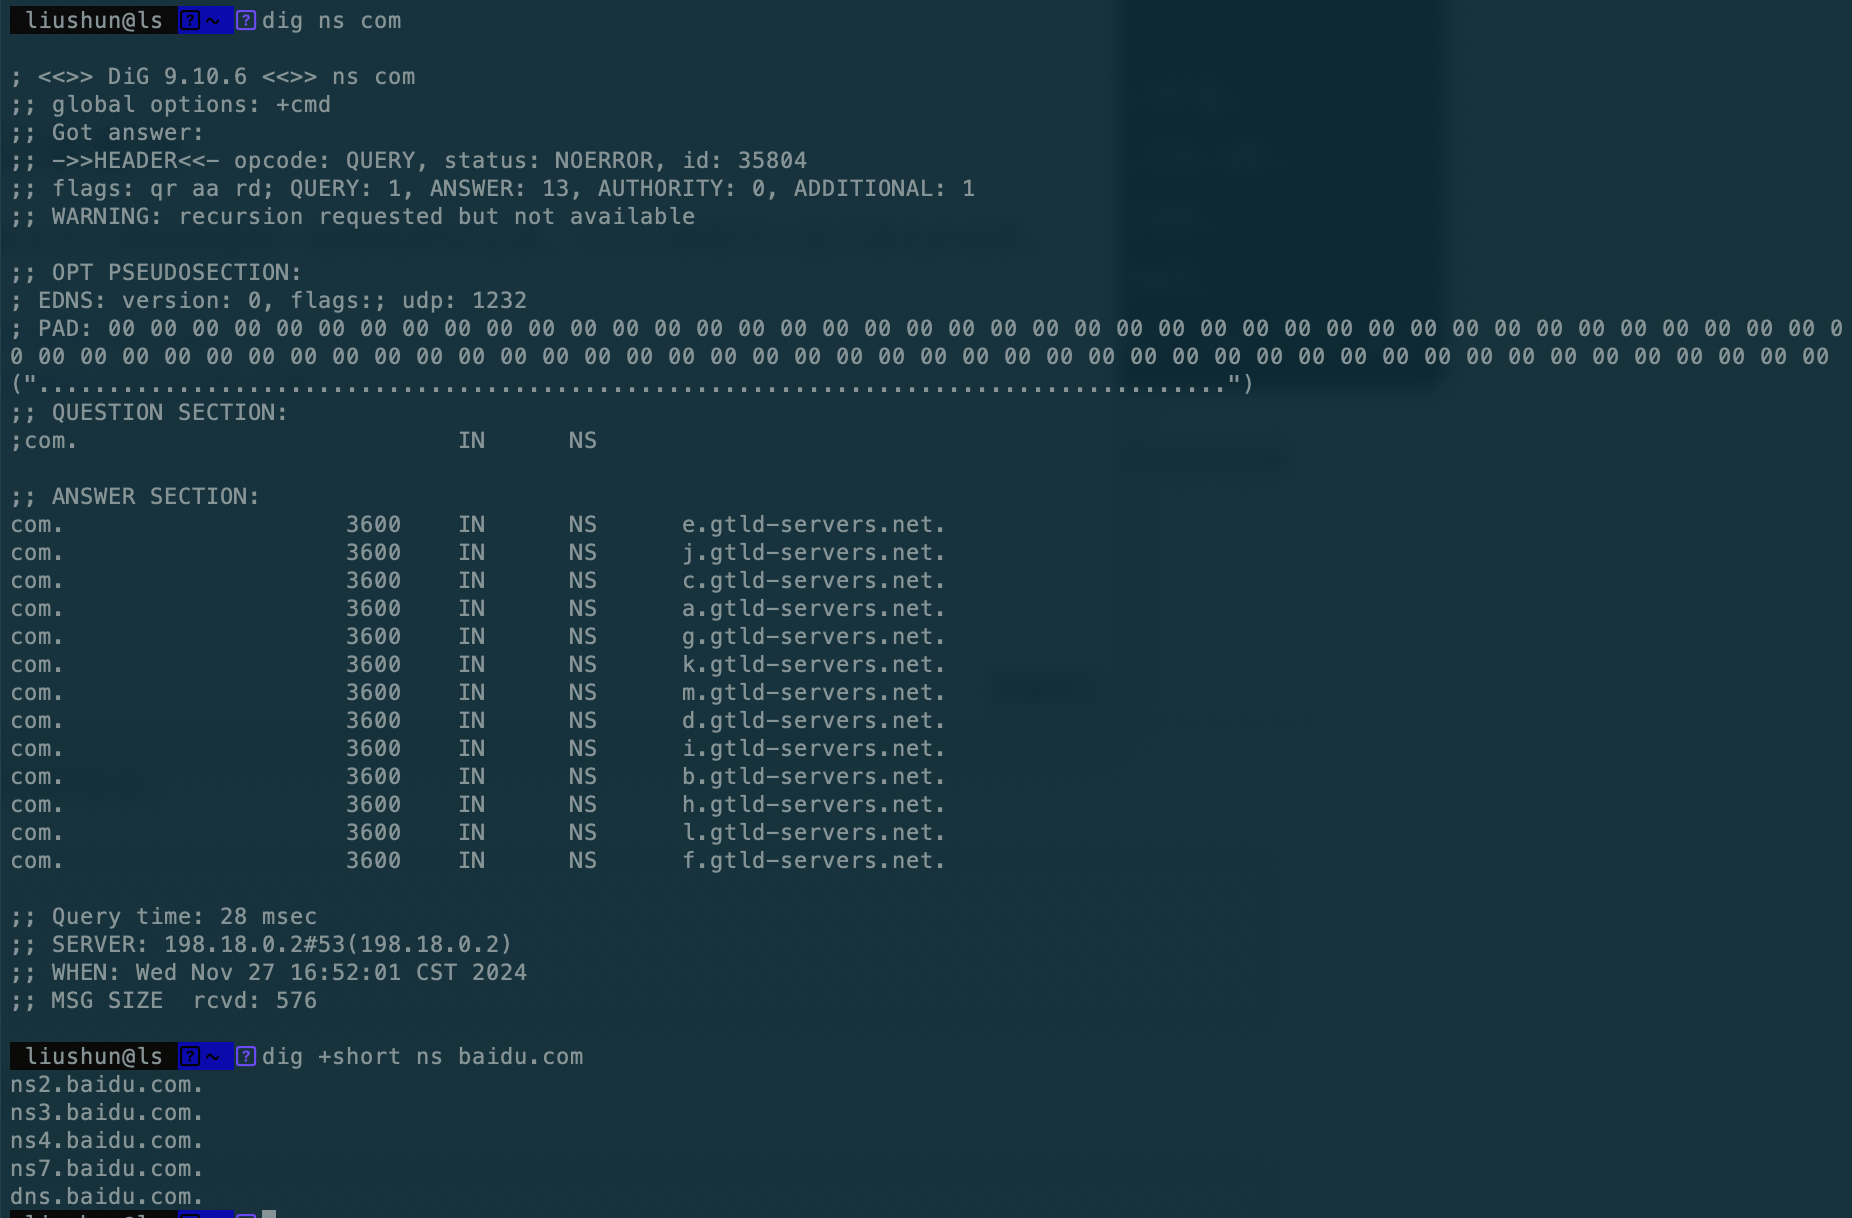 liushun@ls ? ~ ? dig ns com
; <<>> DiG 9.10.6 <<>> ns com
;; global options: +cmd
;; Got answer:
;; ->>HEADER<<- opcode: QUERY, status: NOERROR, id: 35804
;; flags: qr aa rd; QUERY: 1, ANSWER: 13, AUTHORITY: 0, ADDITIONAL: 1
;; WARNING: recursion requested but not available
;; OPT PSEUDOSECTION:
; EDNS: version: 0, flags:; udp: 1232
; PAD: 00 00 00 00 00 00 00 00 00 00 00 00 00 00 00 00 00 00 00 00 00 00 00 00 00 00 00 00 00 00 00 00 00 00 00 00 00 00 00 00 00 0
0 00 00 00 00 00 00 00 00 00 00 00 00 00 00 00 00 00 00 00 00 00 00 00 00 00 00 00 00 00 00 00 00 00 00 00 00 00 00 00 00 00 00 00
(".....................................................................................")
;; QUESTION SECTION:
;com. IN NS
;; ANSWER SECTION:
com. 3600 IN NS e.gtld-servers.net.
com. 3600 IN NS j.gtld-servers.net.
com. 3600 IN NS c.gtld-servers.net.
com. 3600 IN NS a.gtld-servers.net.
com. 3600 IN NS g.gtld-servers.net.
com. 3600 IN NS k.gtld-servers.net.
com. 3600 IN NS m.gtld-servers.net.
com. 3600 IN NS d.gtld-servers.net.
com. 3600 IN NS i.gtld-servers.net.
com. 3600 IN NS b.gtld-servers.net.
com. 3600 IN NS h.gtld-servers.net.
com. 3600 IN NS l.gtld-servers.net.
com. 3600 IN NS f.gtld-servers.net.
;; Query time: 28 msec
;; SERVER: 198.18.0.2#53(198.18.0.2)
;; WHEN: Wed Nov 27 16:52:01 CST 2024
;; MSG SIZE rcvd: 576
liushun@ls ? ~ ? dig +short ns baidu.com
ns2.baidu.com.
ns3.baidu.com.
ns4.baidu.com.
ns7.baidu.com.
dns.baidu.com.